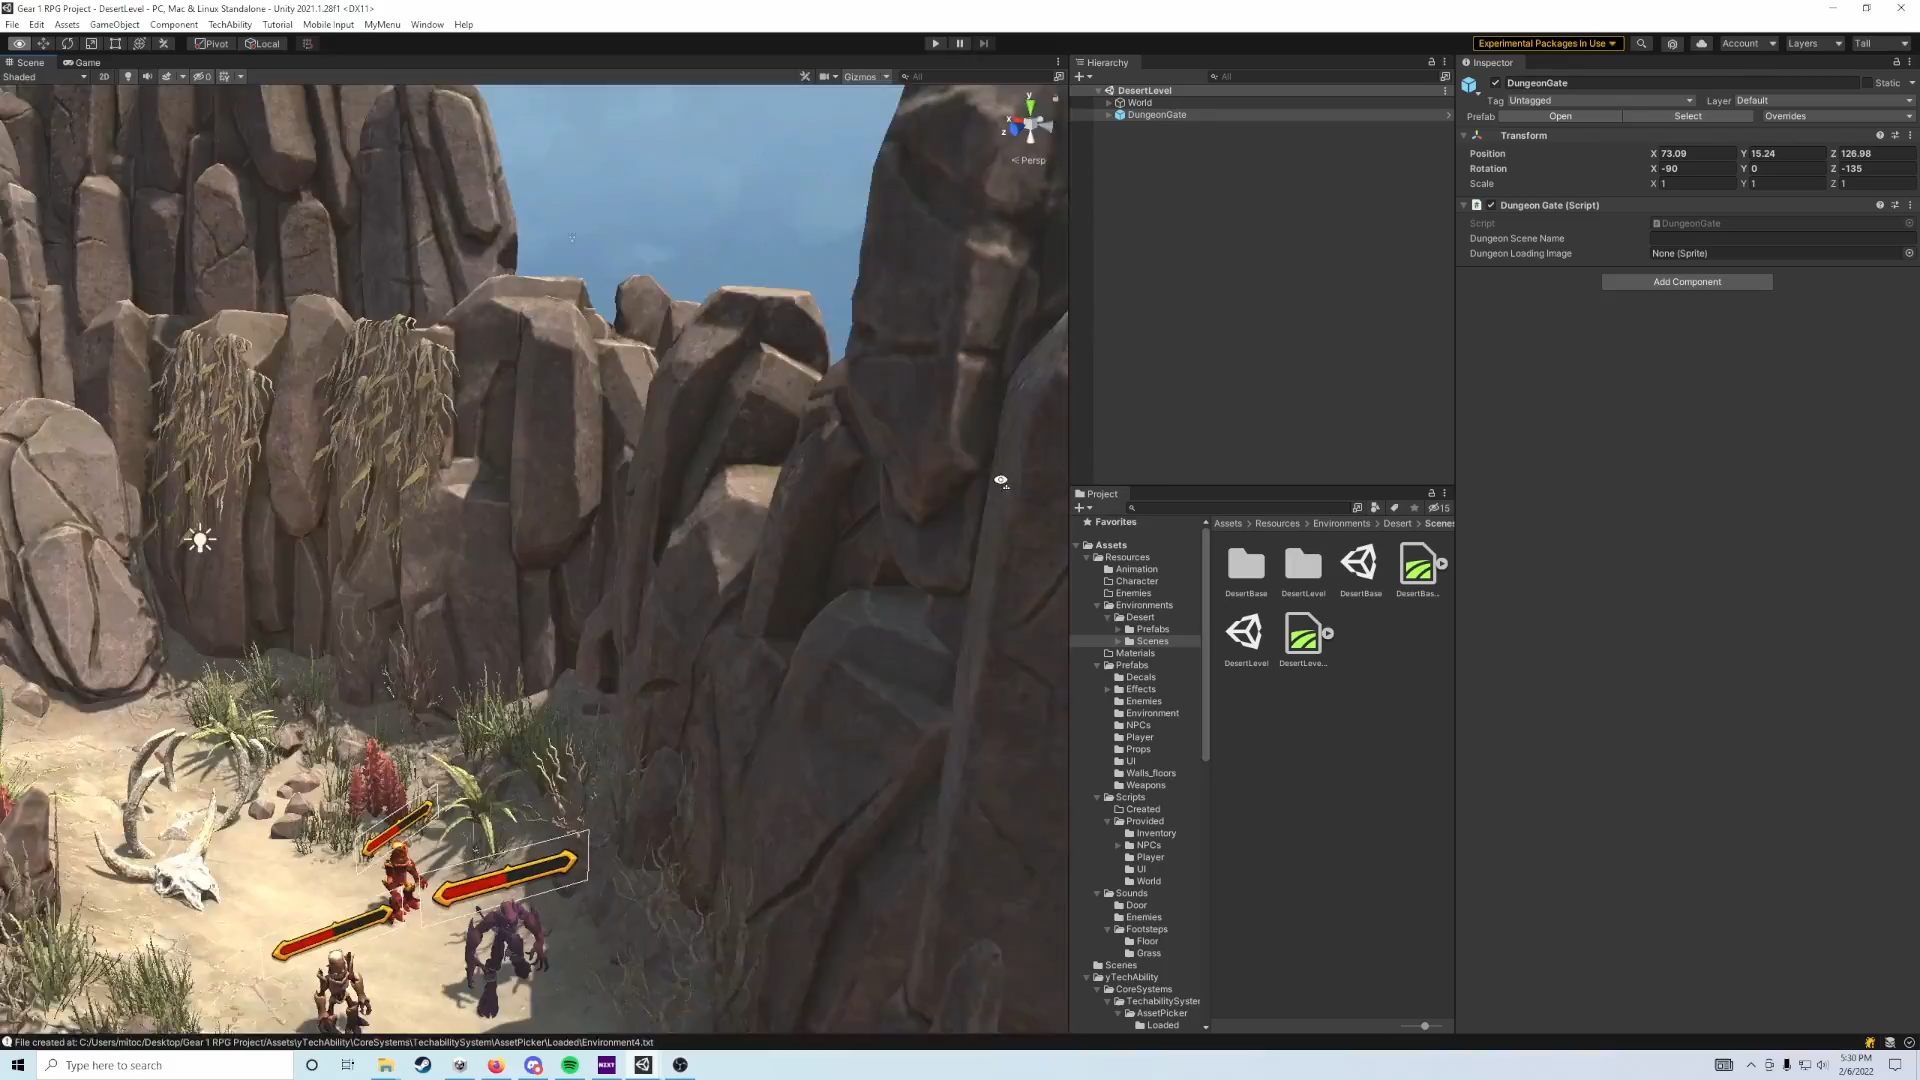 Gear 1 RPG Project - DesertLevel - PC, Mac & Linux Standalone - Unity 2021.1.28f1 <DX11>
File Edit Assets GameObject Component TechAbility Tutorial Mobile Input MyMenu Window Help
Pivot Local
Experimental Packages In Use
Account Layers Tall
Scene Game
Shaded 2D 0 Gizmos All
y
x
z
Persp
Hierarchy
All
DesertLevel
World
DungeonGate
Inspector
DungeonGate Static
Tag Untagged Layer Default
Prefab Open Select Overrides
Transform
Position X 73.09 Y 15.24 Z 126.98
Rotation X -90 Y 0 Z -135
Scale X 1 Y 1 Z 1
Dungeon Gate (Script)
Script DungeonGate
Dungeon Scene Name
Dungeon Loading Image None (Sprite)
Add Component
Project
15
Favorites
Assets
Resources
Animation
Character
Enemies
Environments
Desert
Prefabs
Scenes
Materials
Prefabs
Decals
Effects
Enemies
Environment
NPCs
Player
Props
UI
Walls_floors
Weapons
Scripts
Created
Provided
Inventory
NPCs
Player
UI
World
Sounds
Door
Enemies
Footsteps
Floor
Grass
Scenes
yTechAbility
CoreSystems
TechabilitySyster
AssetPicker
Loaded
Assets > Resources > Environments > Desert > Scenes
DesertBase DesertLevel DesertBase DesertBas...
DesertLevel DesertLeve...
File created at: C:/Users/mitoc/Desktop/Gear 1 RPG Project/Assets\yTechAbility\CoreSystems\TechabilitySystem\AssetPicker\Loaded\Environment4.txt
Type here to search
NZXT
5:30 PM
2/6/2022